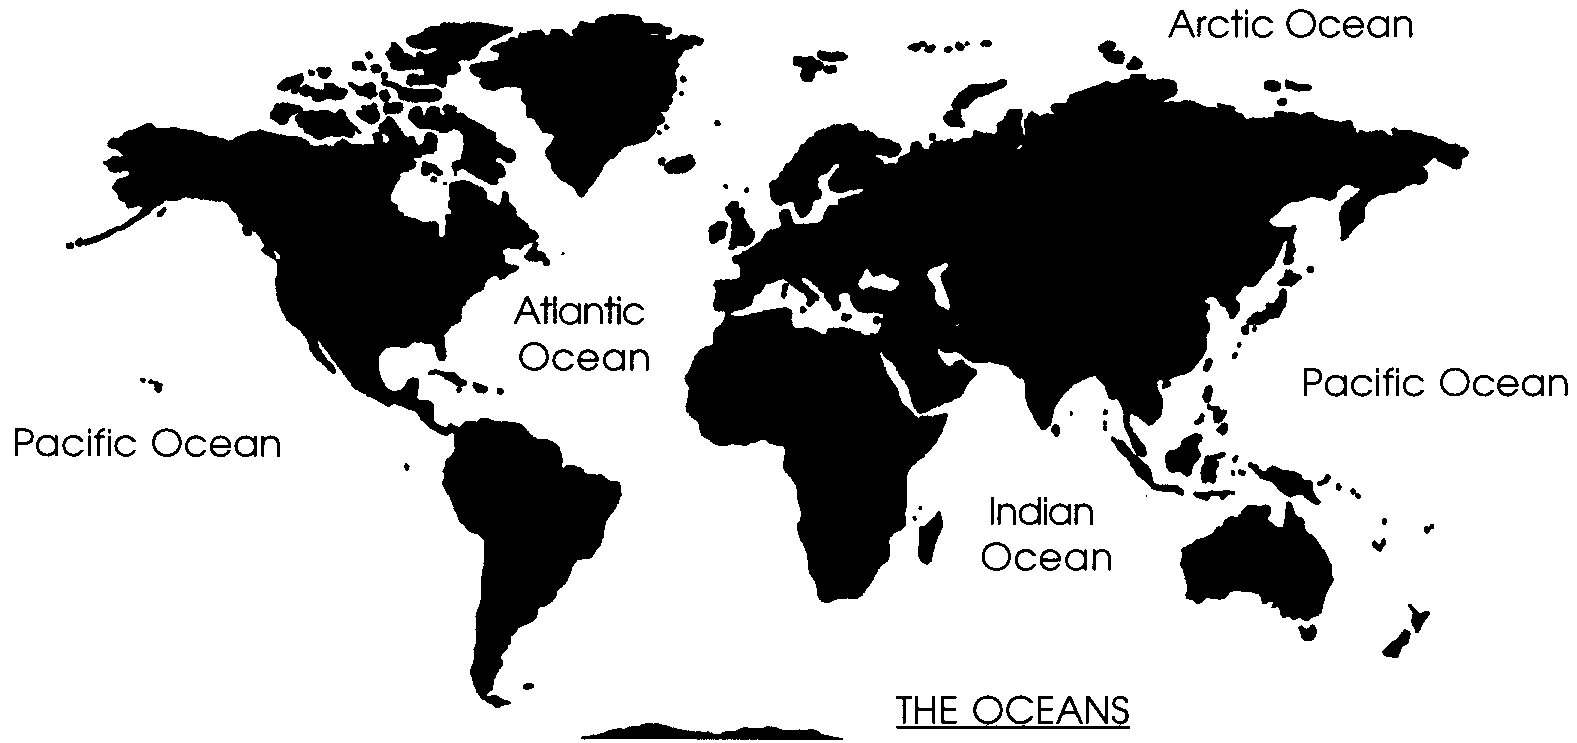 Arctic Ocean
Atlantic
Ocean
Pacific Ocean
Pacific Ocean
Indian
Ocean
THE OCEANS